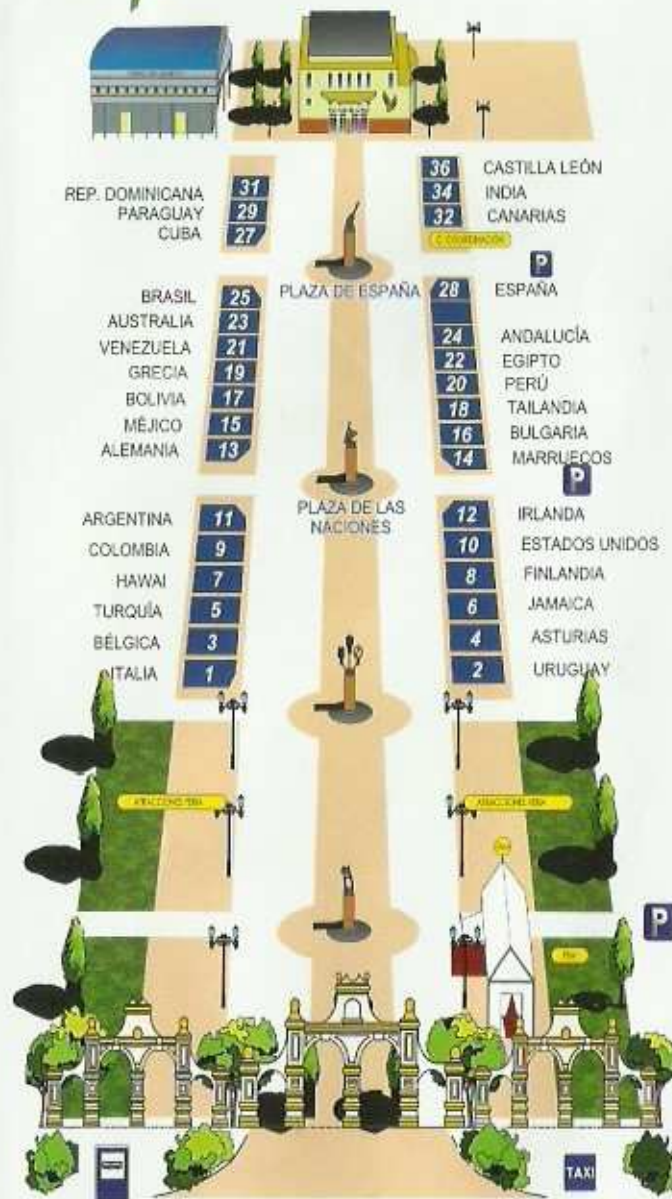 31 REP. DOMINICANA
29 PARAGUAY
27 CUBA
36 CASTILLA LEÓN
34 INDIA
32 CANARIAS
C. COORDINACIÓN
P
PLAZA DE ESPAÑA
BRASIL 25
AUSTRALIA 23
VENEZUELA 21
GRECIA 19
BOLIVIA 17
MÉJICO 15
ALEMANIA 13
28 ESPAÑA
24 ANDALUCÍA
22 EGIPTO
20 PERÚ
18 TAILANDIA
16 BULGARIA
14 MARRUECOS
P
PLAZA DE LAS
NACIONES
ARGENTINA 11
COLOMBIA 9
HAWAI 7
TURQUÍA 5
BÉLGICA 3
ITALIA 1
12 IRLANDA
10 ESTADOS UNIDOS
8 FINLANDIA
6 JAMAICA
4 ASTURIAS
2 URUGUAY
ATRACCIONES FERIA
ATRACCIONES FERIA
P
TAXI